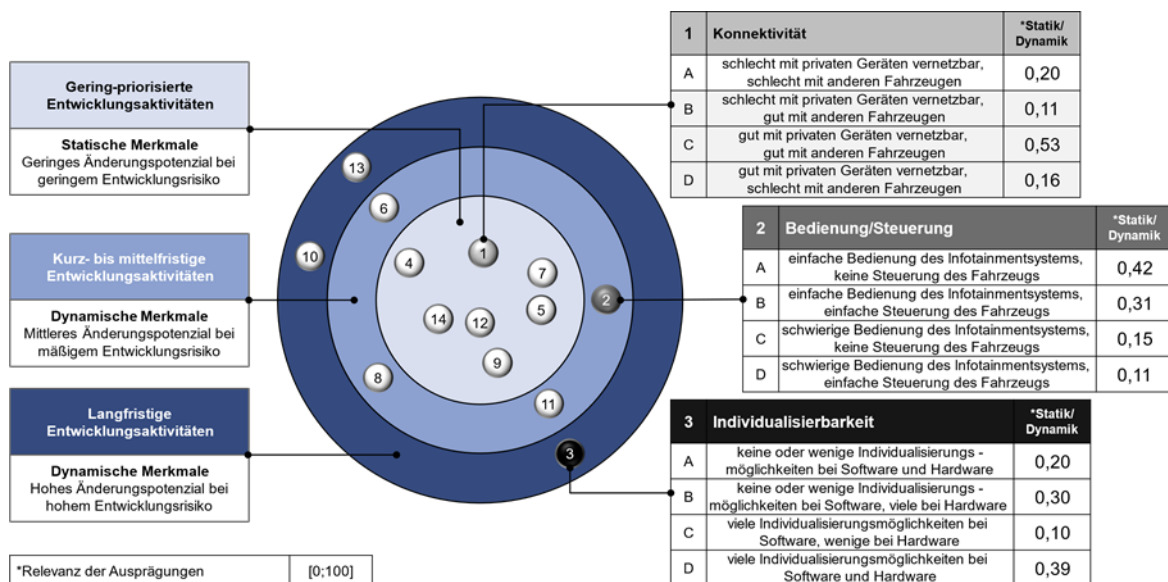 Gering-priorisierte
Entwicklungsaktivitäten
Statische Merkmale
Geringes Änderungspotenzial bei
geringem Entwicklungsrisiko
Kurz- bis mittelfristige
Entwicklungsaktivitäten
Dynamische Merkmale
Mittleres Änderungspotenzial bei
mäßigem Entwicklungsrisiko
Langfristige
Entwicklungsaktivitäten
Dynamische Merkmale
Hohes Änderungspotenzial bei
hohem Entwicklungsrisiko
*Relevanz der Ausprägungen [0;100]
13
6
10
4
1
7
2
14
12
5
9
8
11
3
1 Konnektivität *Statik/
Dynamik
A schlecht mit privaten Geräten vernetzbar,
schlecht mit anderen Fahrzeugen 0,20
B schlecht mit privaten Geräten vernetzbar,
gut mit anderen Fahrzeugen 0,11
C gut mit privaten Geräten vernetzbar,
gut mit anderen Fahrzeugen 0,53
D gut mit privaten Geräten vernetzbar,
schlecht mit anderen Fahrzeugen 0,16
2 Bedienung/Steuerung *Statik/
Dynamik
A einfache Bedienung des Infotainmentsystems,
keine Steuerung des Fahrzeugs 0,42
B einfache Bedienung des Infotainmentsystems,
einfache Steuerung des Fahrzeugs 0,31
C schwierige Bedienung des Infotainmentsystems,
keine Steuerung des Fahrzeugs 0,15
D schwierige Bedienung des Infotainmentsystems,
einfache Steuerung des Fahrzeugs 0,11
3 Individualisierbarkeit *Statik/
Dynamik
A keine oder wenige Individualisierungs -
möglichkeiten bei Software und Hardware 0,20
B keine oder wenige Individualisierungs -
möglichkeiten bei Software, viele bei Hardware 0,30
C viele Individualisierungsmöglichkeiten bei
Software, wenige bei Hardware 0,10
D viele Individualisierungsmöglichkeiten bei
Software und Hardware 0,39